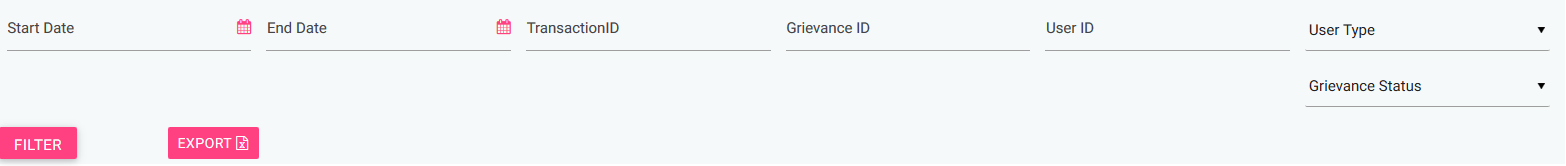 Start Date End Date TransactionID Grievance ID User ID User Type
Grievance Status
FILTER EXPORT